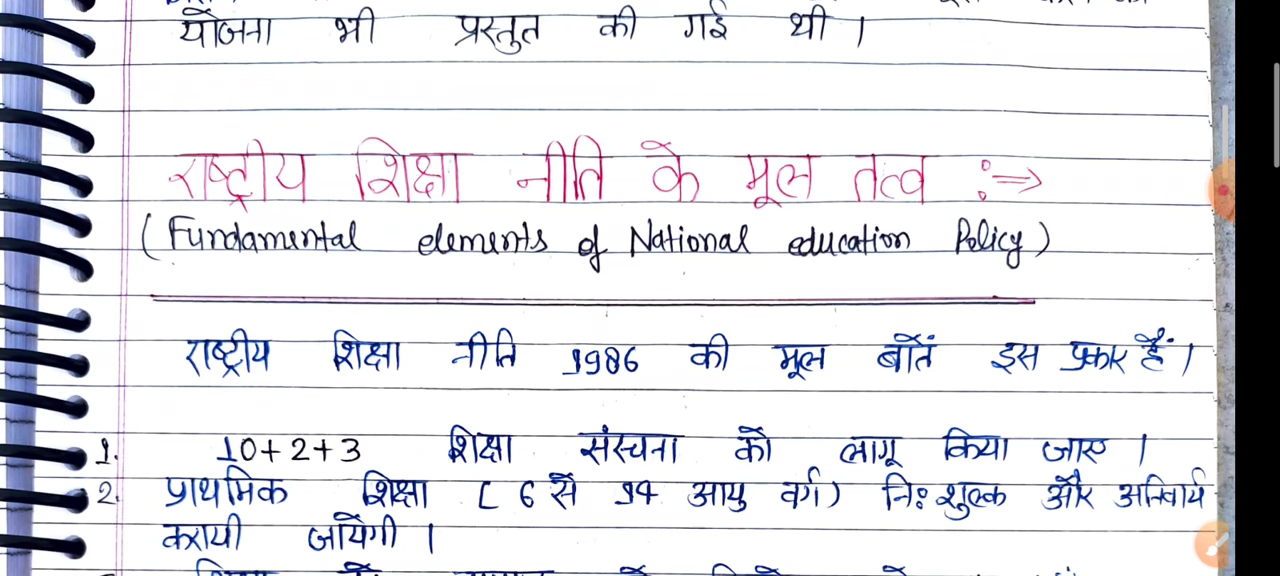 योजना भी प्रस्तुत की गई थी ।
राष्ट्रीय शिक्षा नीति के मूल तत्व :⇒
(Fundamental elements of National education Policy)
राष्ट्रीय शिक्षा नीति 1986 की मूल बातें इस प्रकार हैं ।
1. 10+2+3 शिक्षा संरचना को लागू किया जाए ।
2. प्राथमिक शिक्षा ( 6 से 14 आयु वर्ग) निः शुल्क और अनिवार्य
करायी जायेगी ।